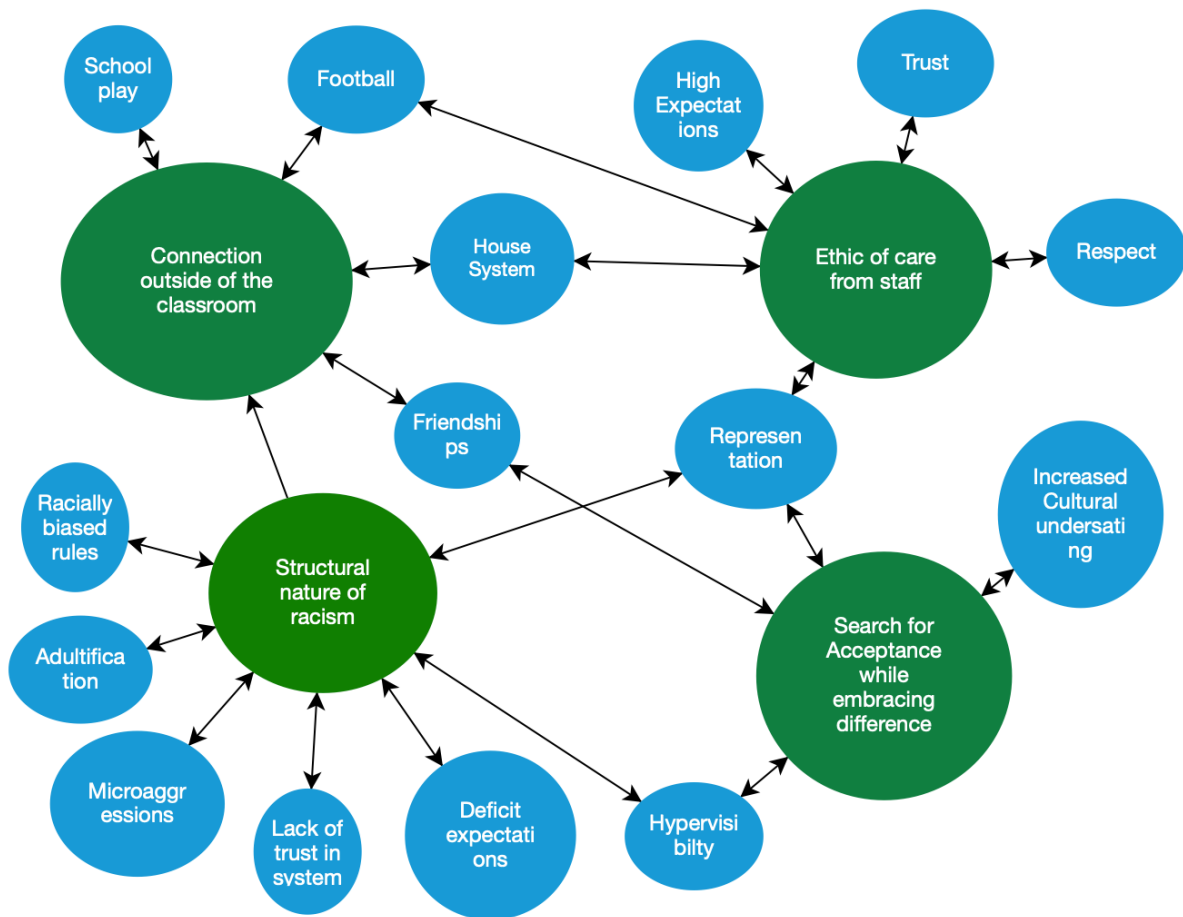 School
play
Football
High
Expectat
ions
Trust
Connection
outside of the
classroom
House
System
Ethic of care
from staff
Respect
Friendshi
ps
Represen
tation
Increased
Cultural
undersati
ng
Racially
biased
rules
Structural
nature of
racism
Search for
Acceptance
while
embracing
difference
Adultifica
tion
Microaggr
essions
Lack of
trust in
system
Deficit
expectati
ons
Hypervisi
bilty